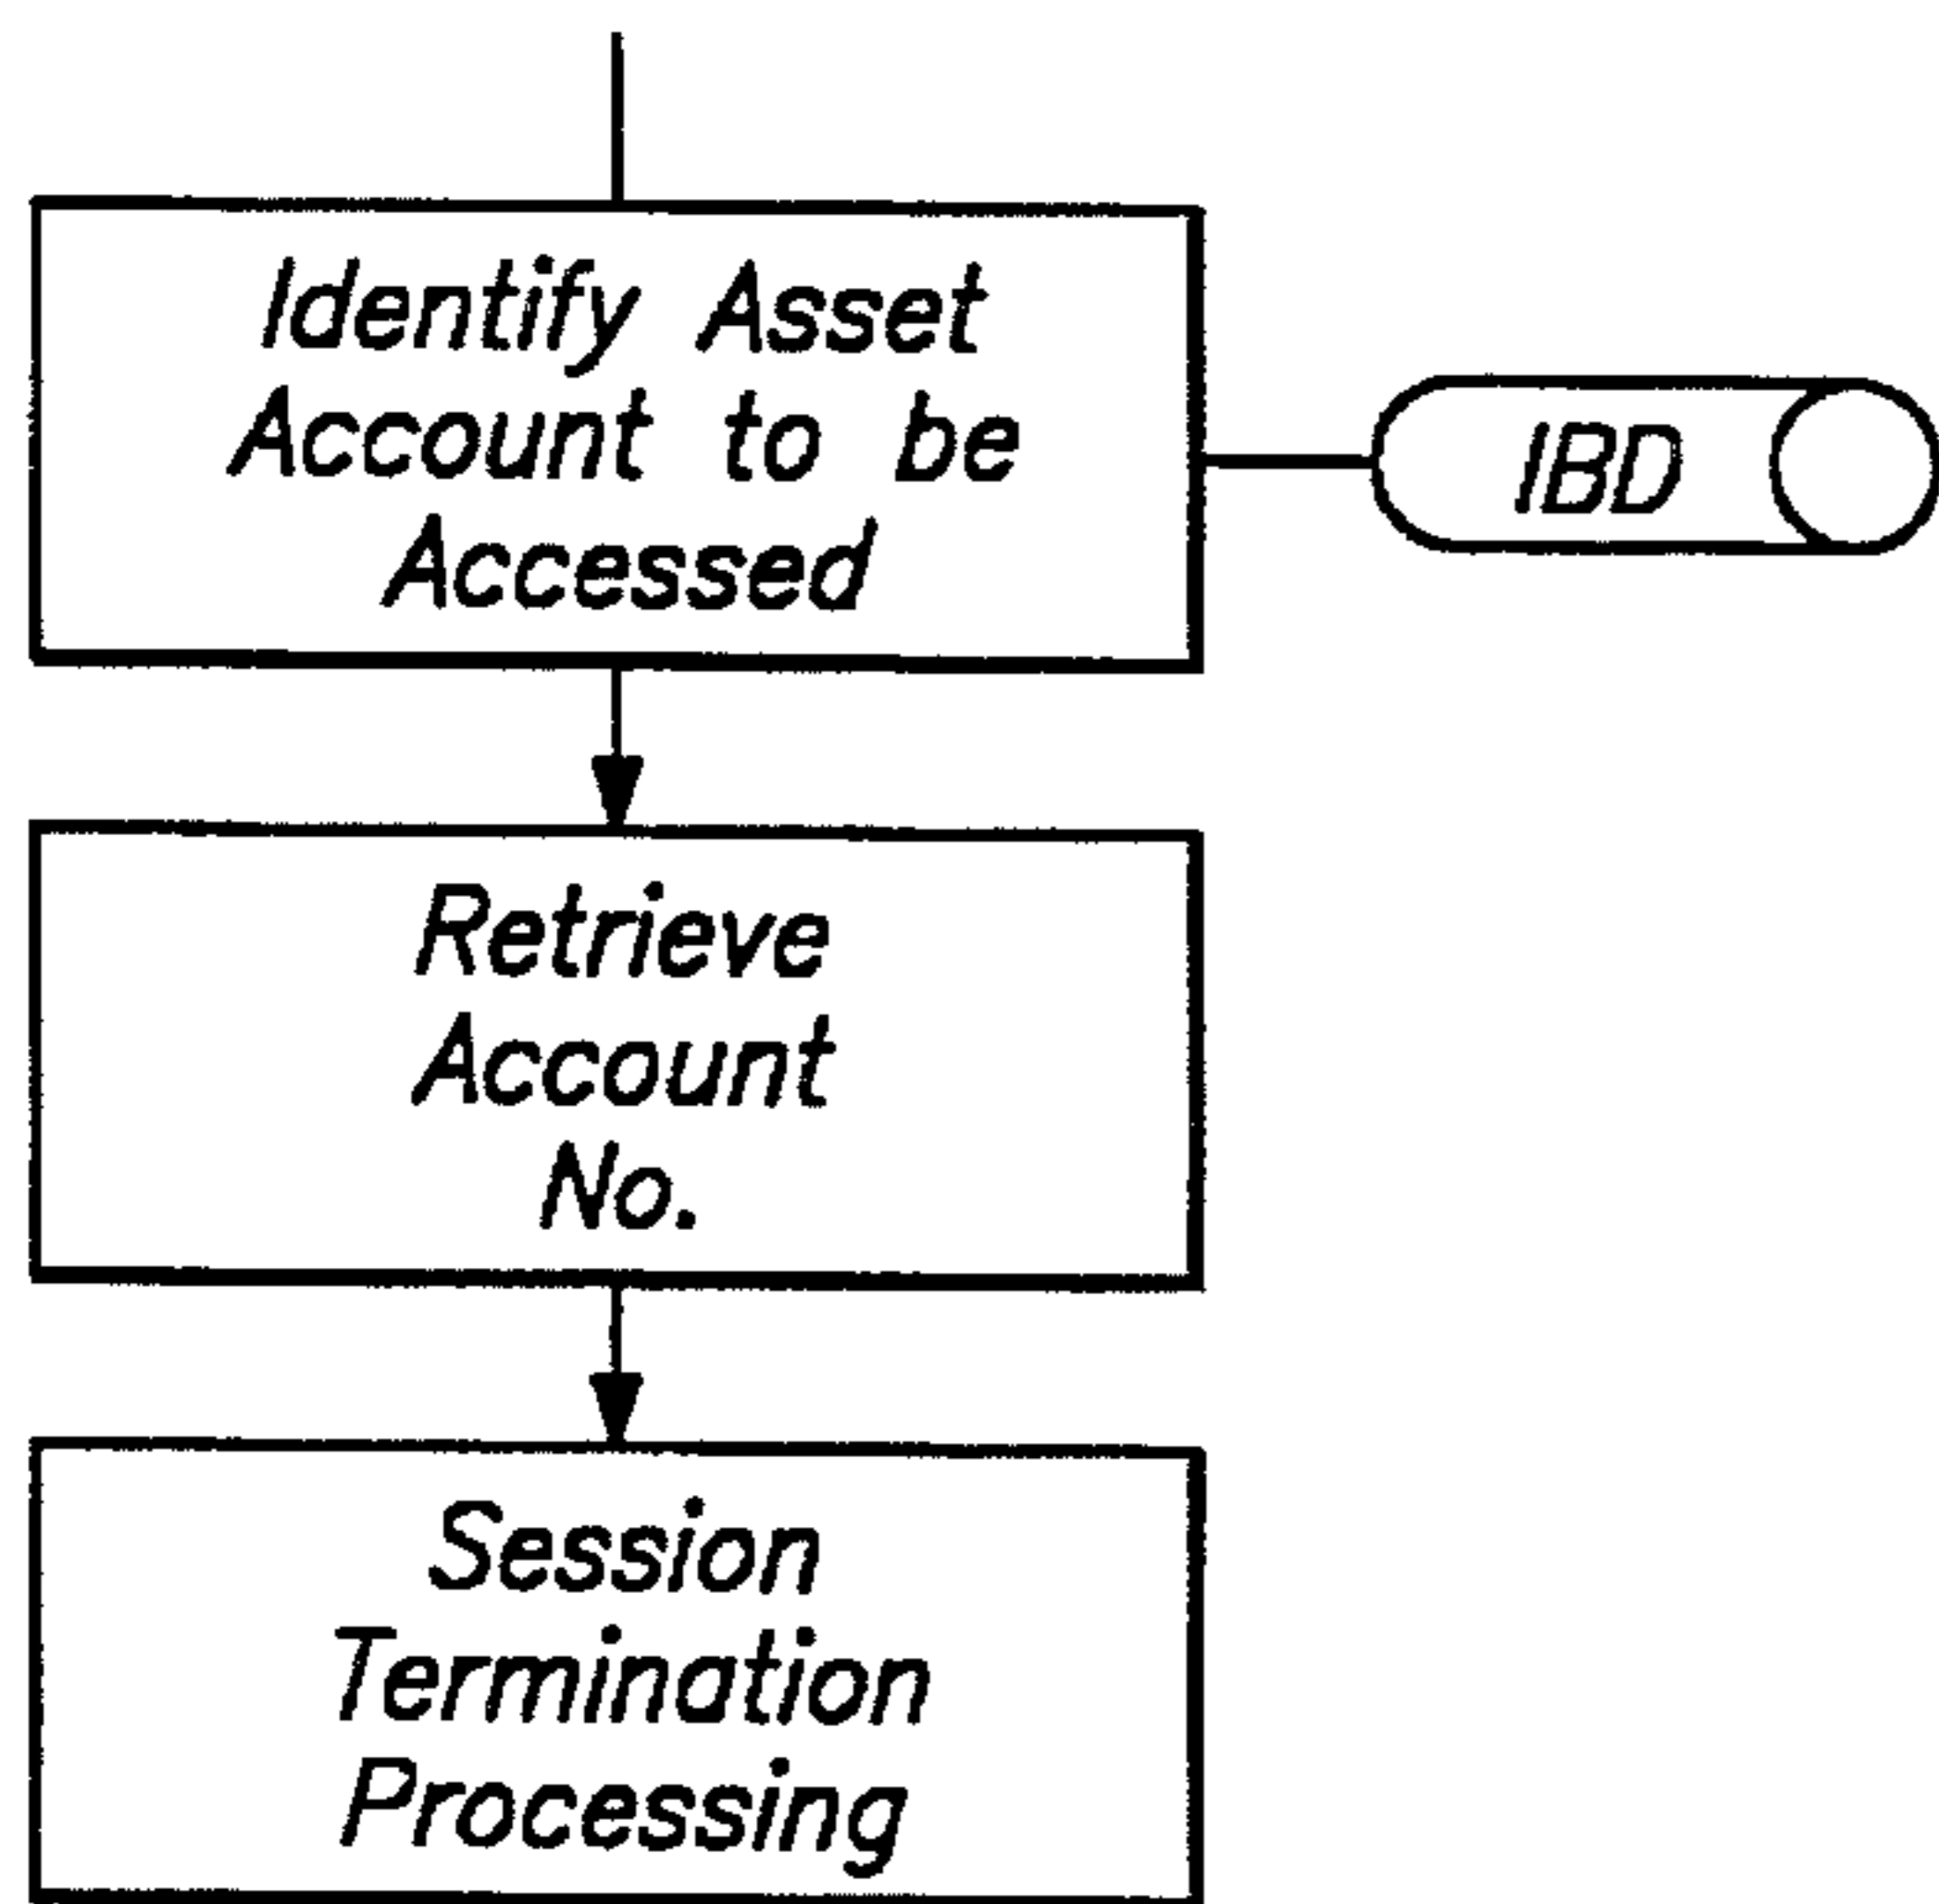 Identify Asset
Account to be
Accessed
IBD
Retrieve
Account
No.
Session
Termination
Processing